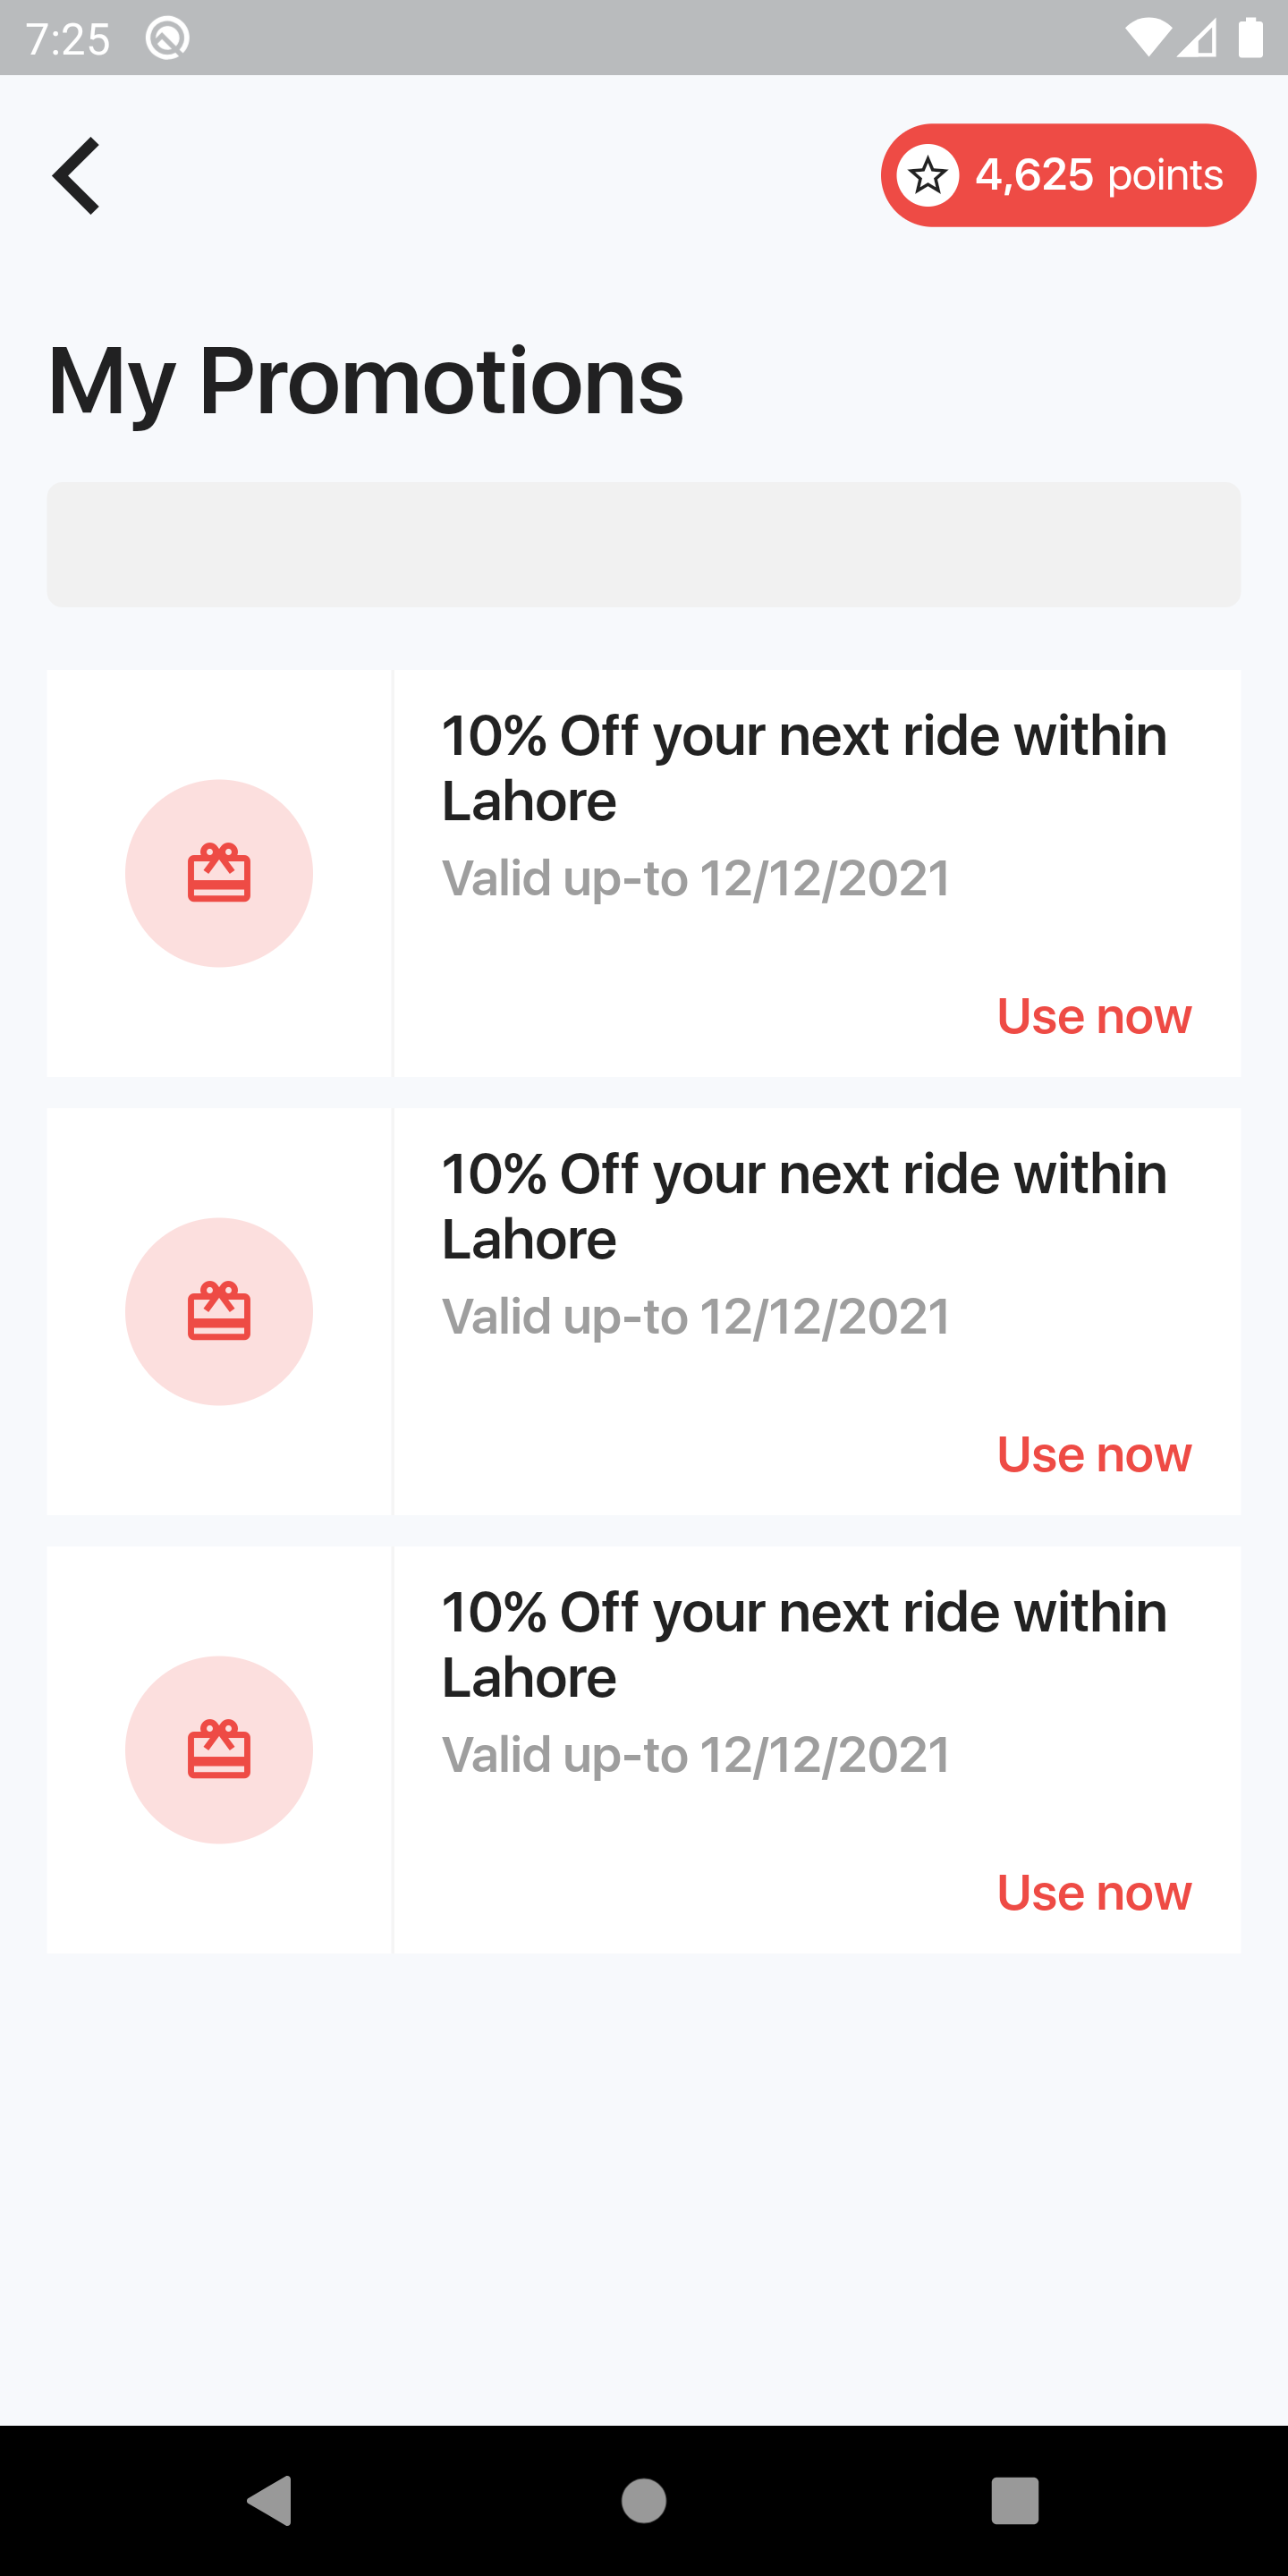 7:25
4,625 points
My Promotions
10% Off your next ride within
Lahore
Valid up-to 12/12/2021
Use now
10% Off your next ride within
Lahore
Valid up-to 12/12/2021
Use now
10% Off your next ride within
Lahore
Valid up-to 12/12/2021
Use now